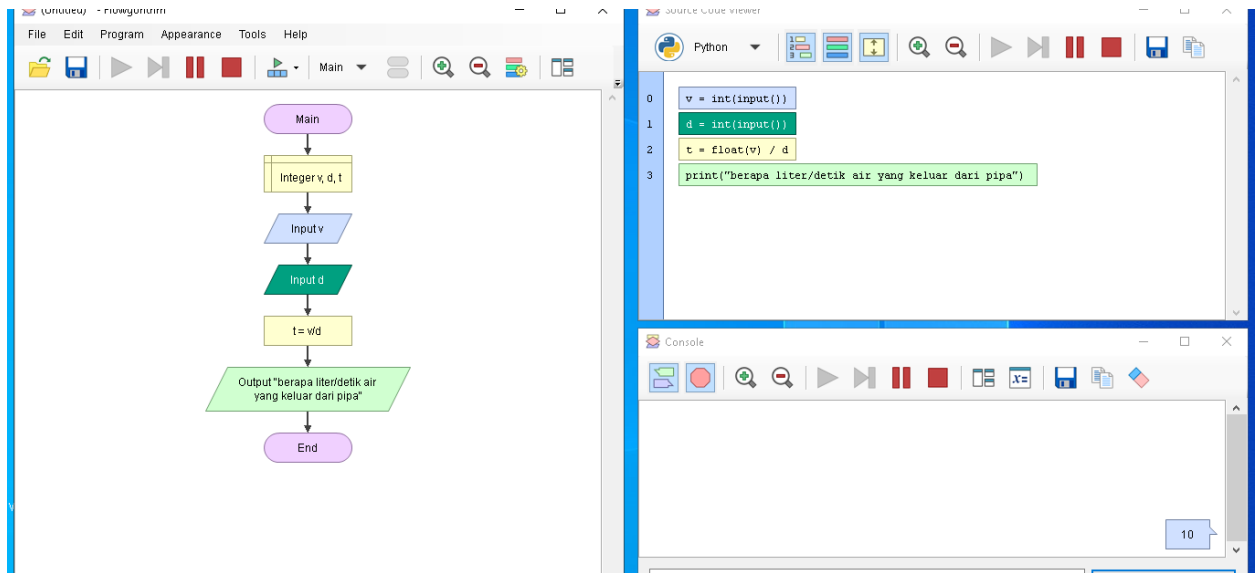 (Untitled) - Flowgorithm
File Edit Program Appearance Tools Help
Main
Main
Integer v, d, t
Input v
Input d
t = v/d
Output "berapa liter/detik air
yang keluar dari pipa"
End
Source Code Viewer
Python
0 v = int(input())
1 d = int(input())
2 t = float(v) / d
3 print("berapa liter/detik air yang keluar dari pipa")
Console
x=
10